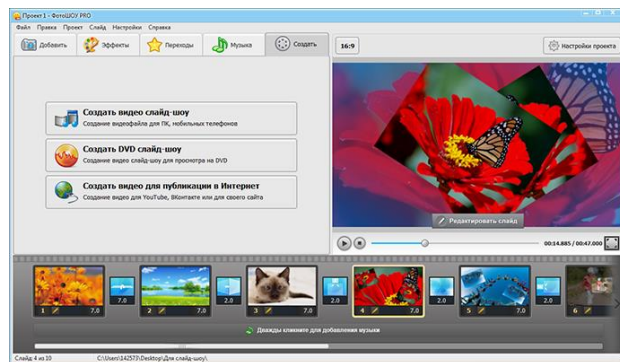 Проект1 - ФотоШОУ PRO
Файл Правка Проект Слайд Настройки Справка
Добавить Эффекты Переходы Музыка Создать 16:9 Настройки проекта
Создать видео слайд-шоу
Создание видеофайла для ПК, мобильных телефонов
Создать DVD слайд-шоу
Создание видео слайд-шоу для просмотра на DVD
Создать видео для публикации в Интернет
Создание видео для YouTube, ВКонтакте или для своего сайта
Редактировать слайд
00:14.885 / 00:47.000
1 7.0 7.0 2 7.0 2.0 3 7.0 2.0 4 7.0 2.0 5 7.0 2.0 6 7.0
Дважды кликните для добавления музыки
Слайд 4 из 10 C:\Users\142573\Desktop\Для слайд-шоу\